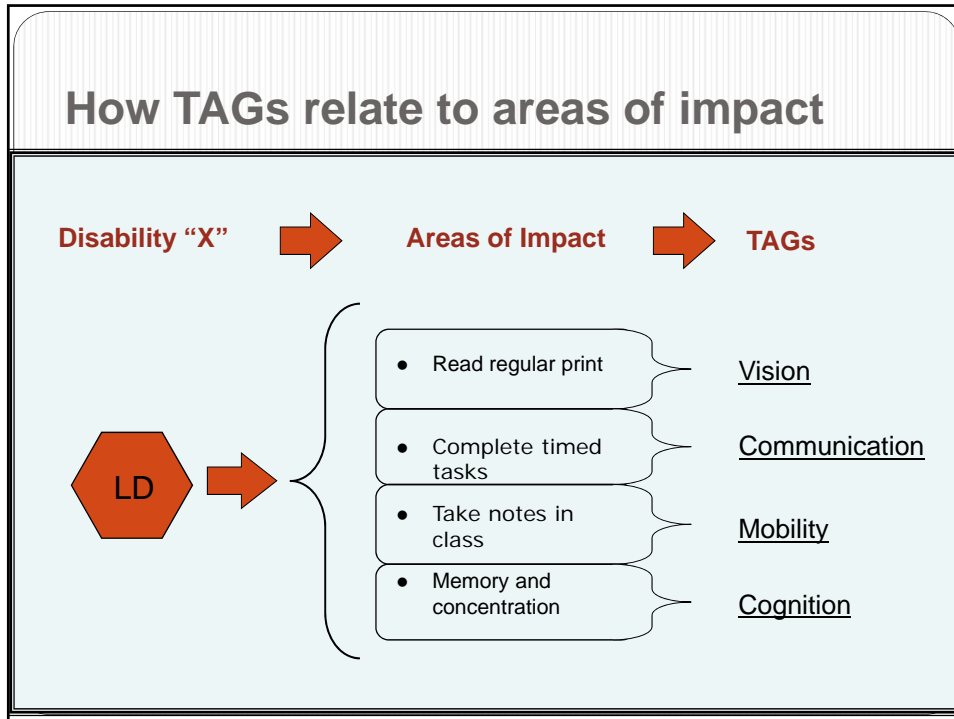 How TAGs relate to areas of impact
Disability “X”
Areas of Impact
TAGs
LD
● Read regular print
Vision
● Complete timed
tasks
Communication
● Take notes in
class
Mobility
● Memory and
concentration
Cognition